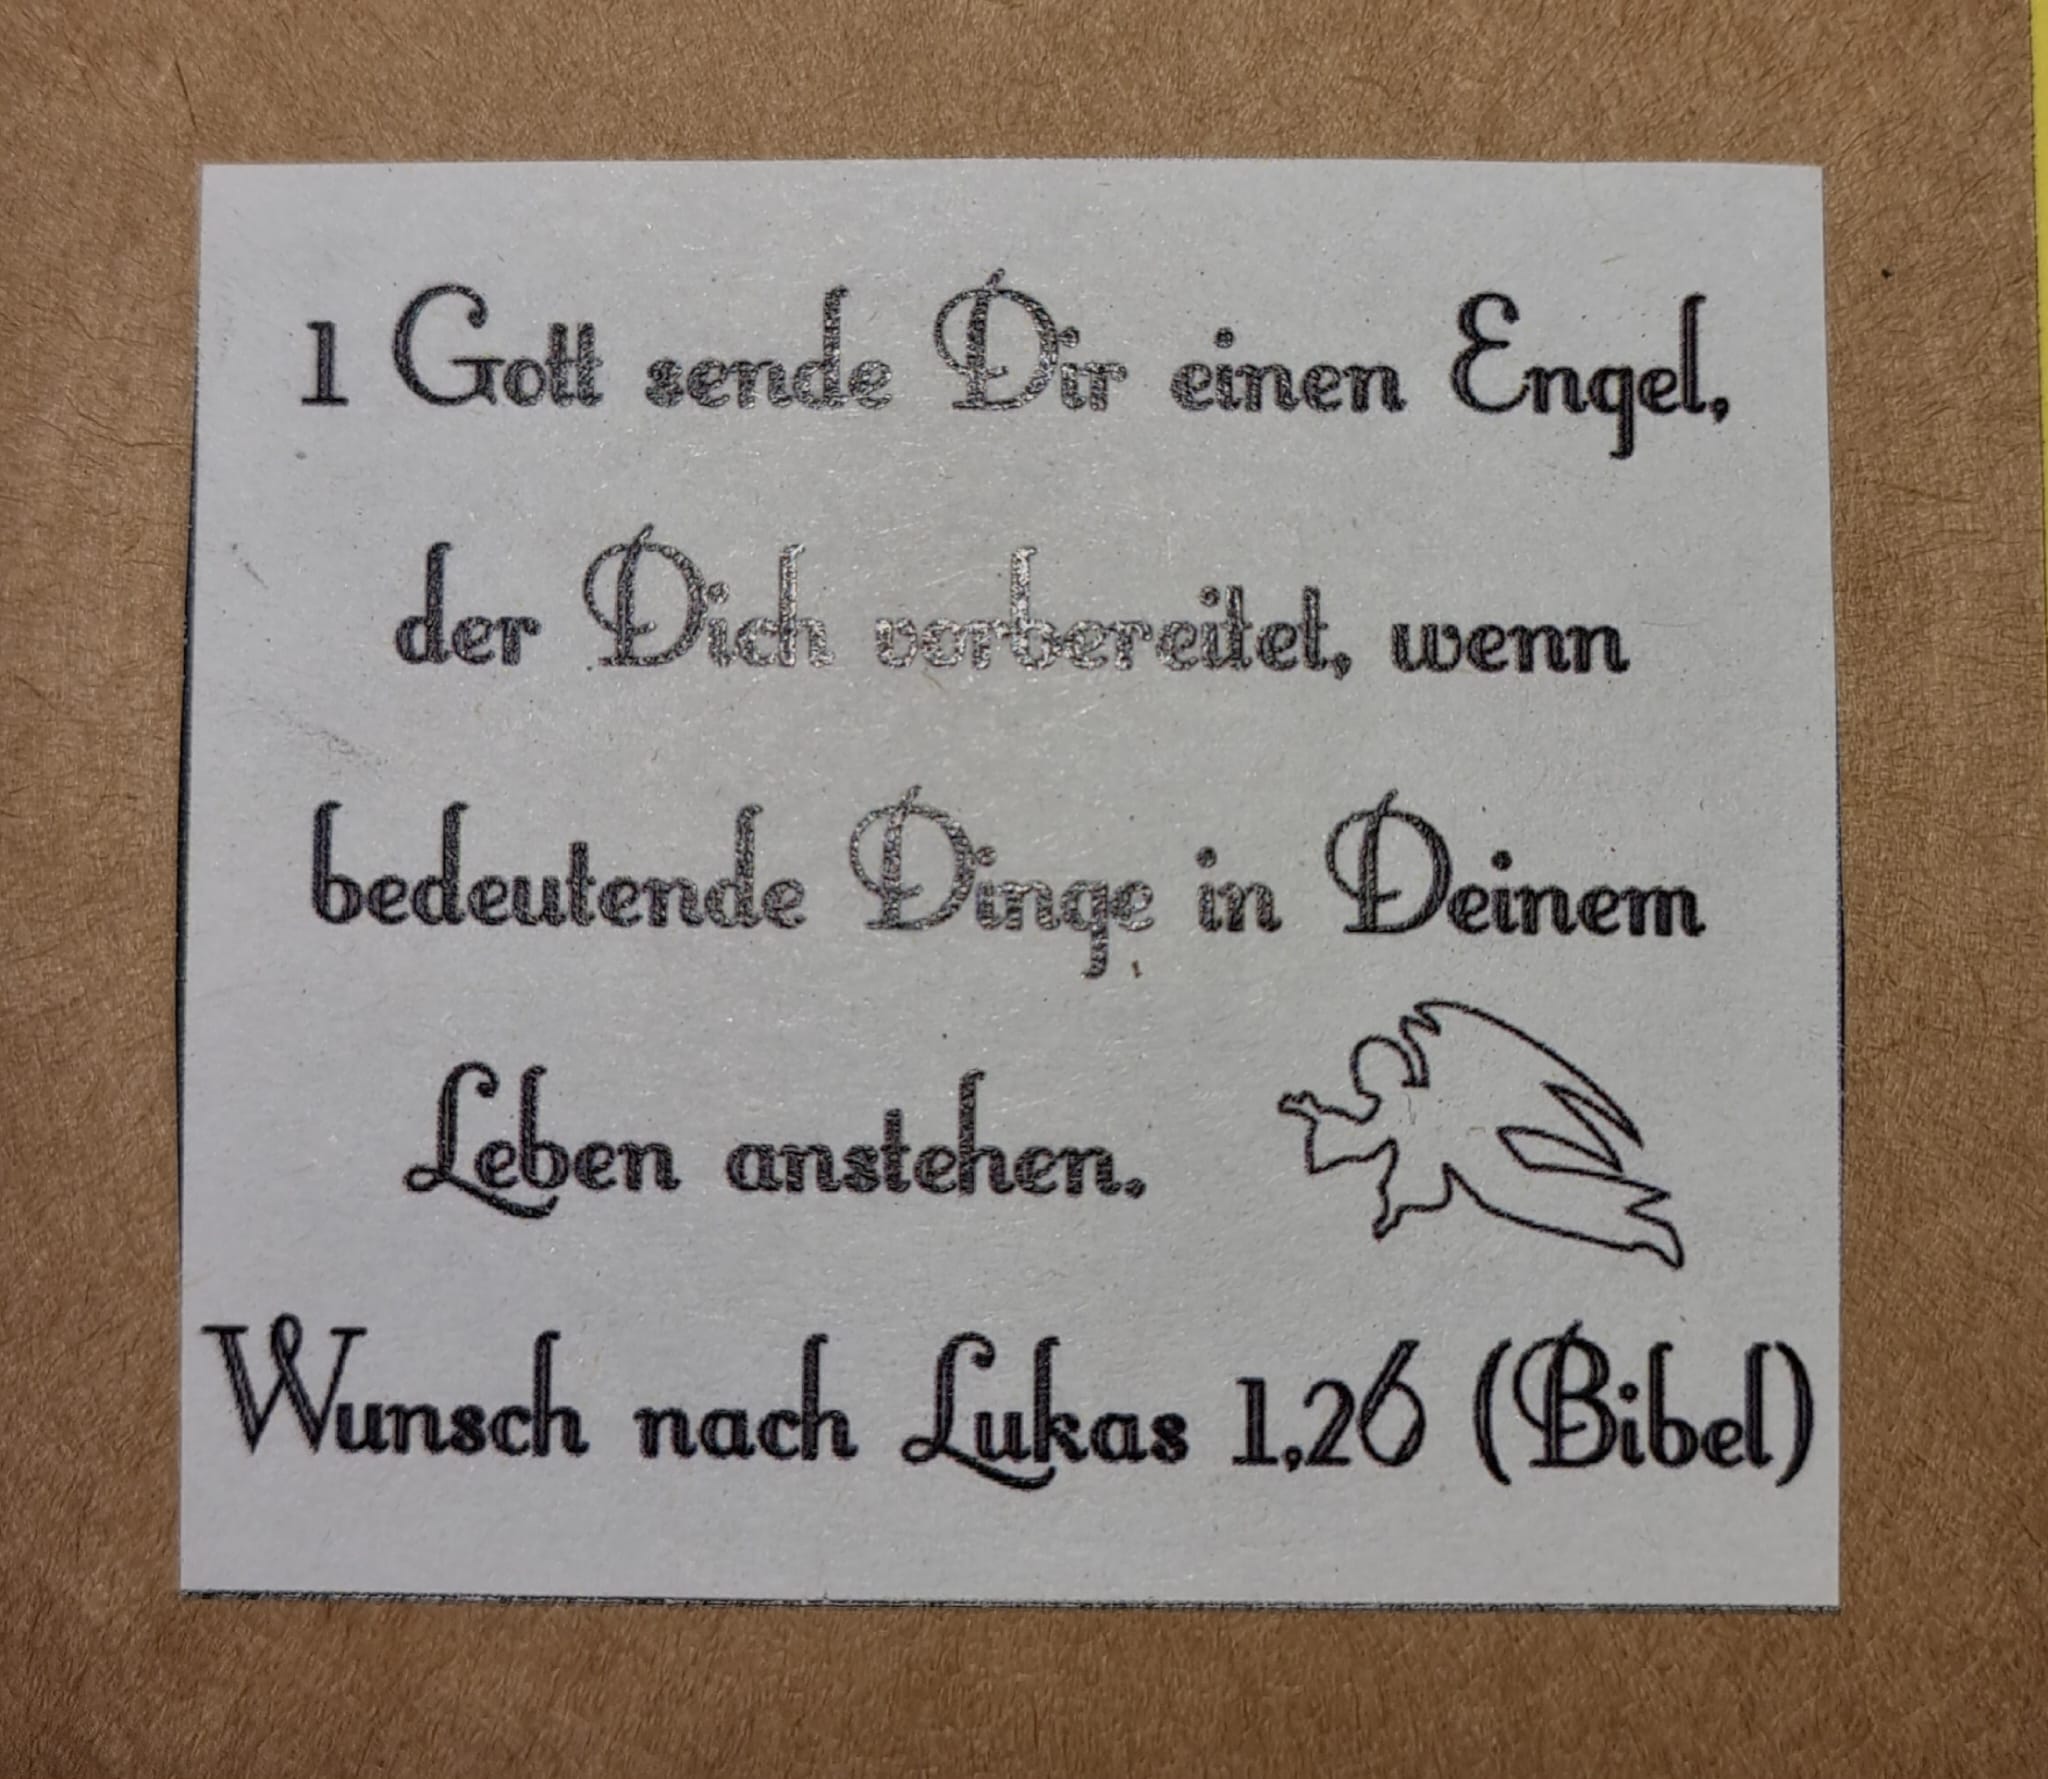 1 Gott sende Dir einen Engel,
der Dich vorbereitet, wenn
bedeutende Dinge in Deinem
Leben anstehen.
Wunsch nach Lukas 1,26 (Bibel)